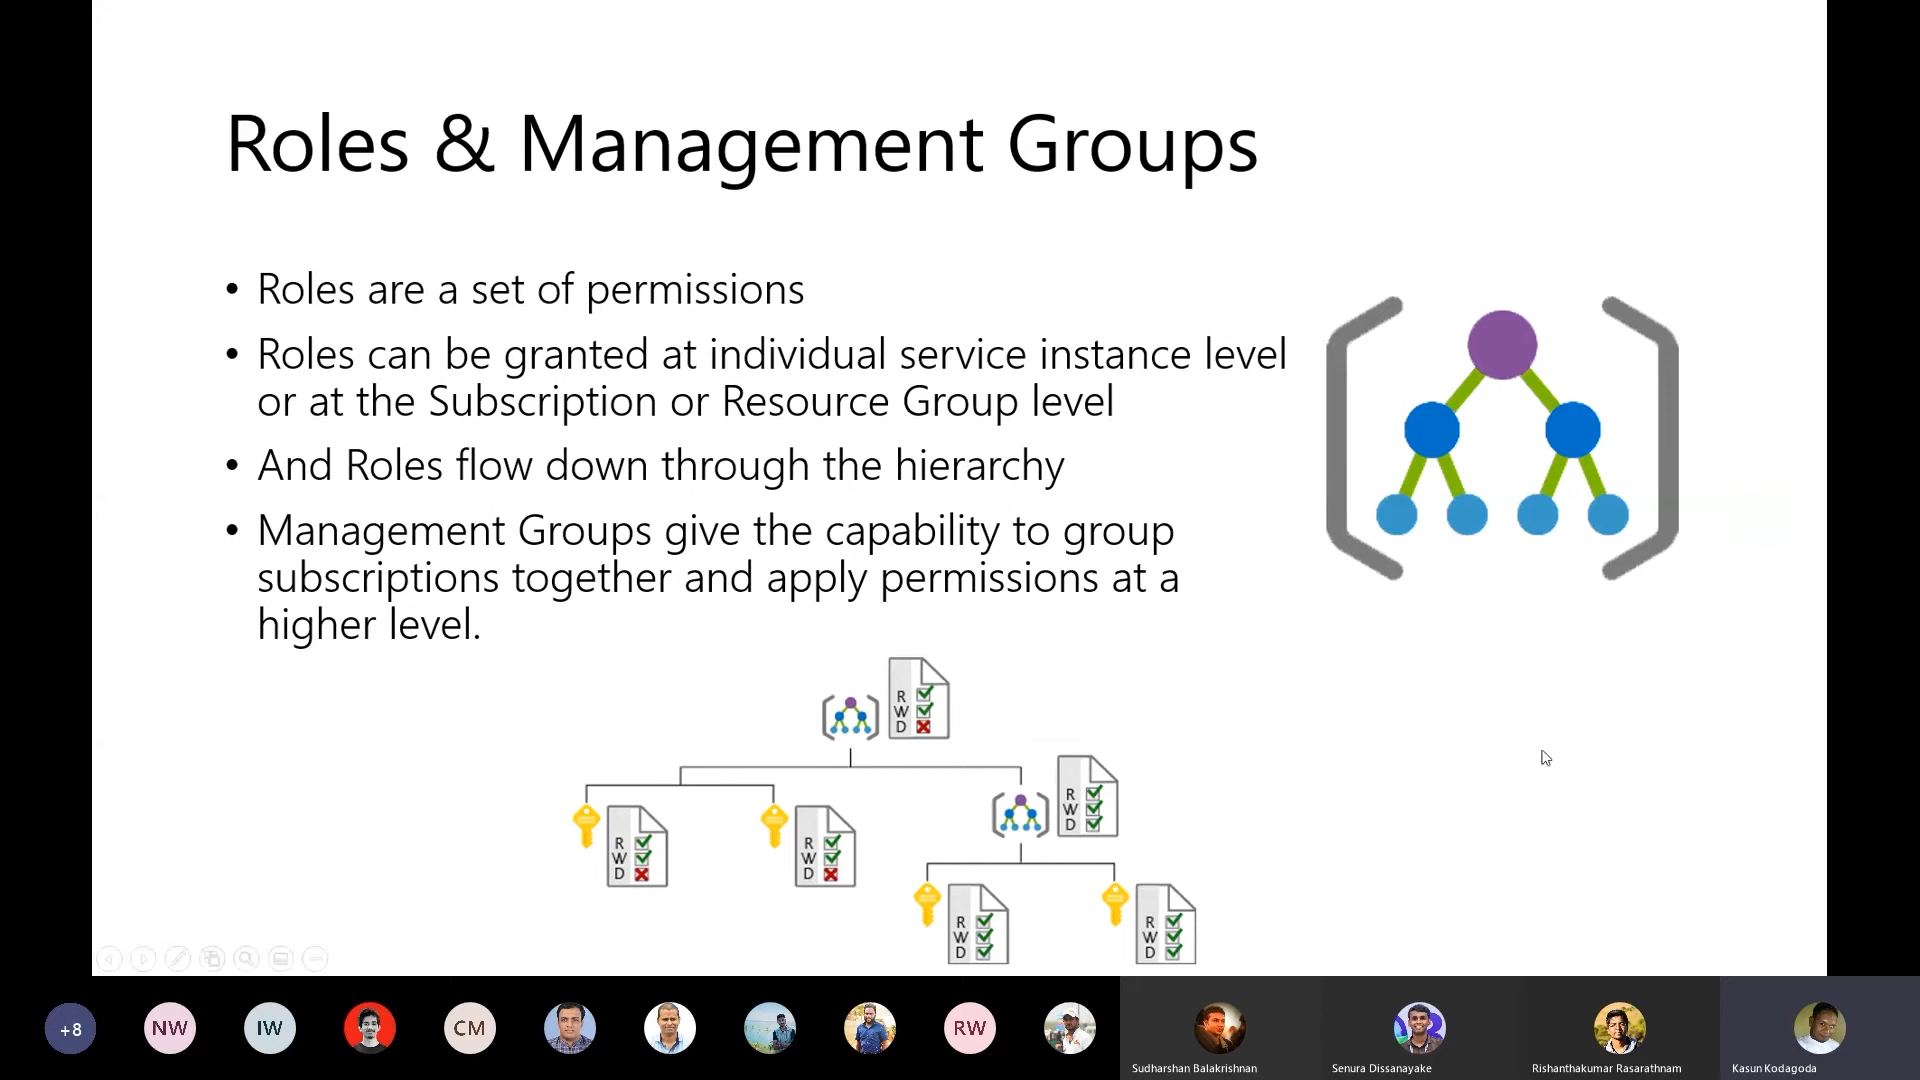 Roles & Management Groups
• Roles are a set of permissions
• Roles can be granted at individual service instance level
or at the Subscription or Resource Group level
• And Roles flow down through the hierarchy
• Management Groups give the capability to group
subscriptions together and apply permissions at a
higher level.
R
W
D
R
W
D
R
W
D
R
W
D
R
W
D
R
W
D
+8
NW
IW
CM
RW
Sudharshan Balakrishnan
Senura Dissanayake
Rishanthakumar Rasarathnam
Kasun Kodagoda